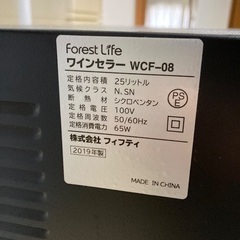 Forest Life
ワインセラー WCF-08
定格内容積 25リットル
気候クラス N.SN
断熱材 シクロペンタン
定格電圧 100V
定格周波数 50/60Hz
定格消費電力 65W
PSE
株式会社 フィフティ
2019年製
MADE IN CHINA